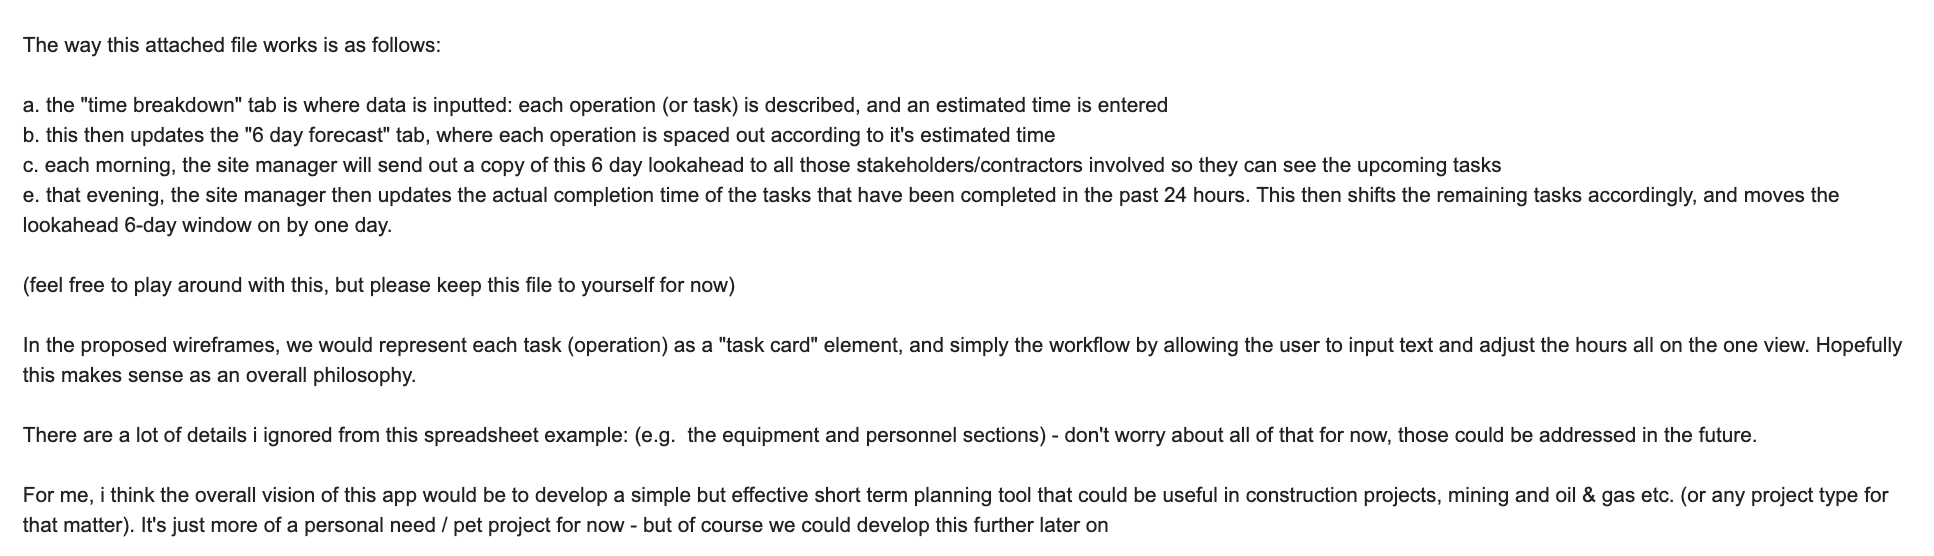 The way this attached file works is as follows:
a. the "time breakdown" tab is where data is inputted: each operation (or task) is described, and an estimated time is entered
b. this then updates the "6 day forecast" tab, where each operation is spaced out according to it's estimated time
c. each morning, the site manager will send out a copy of this 6 day lookahead to all those stakeholders/contractors involved so they can see the upcoming tasks
e. that evening, the site manager then updates the actual completion time of the tasks that have been completed in the past 24 hours. This then shifts the remaining tasks accordingly, and moves the
lookahead 6-day window on by one day.
(feel free to play around with this, but please keep this file to yourself for now)
In the proposed wireframes, we would represent each task (operation) as a "task card" element, and simply the workflow by allowing the user to input text and adjust the hours all on the one view. Hopefully
this makes sense as an overall philosophy.
There are a lot of details i ignored from this spreadsheet example: (e.g.  the equipment and personnel sections) - don't worry about all of that for now, those could be addressed in the future.
For me, i think the overall vision of this app would be to develop a simple but effective short term planning tool that could be useful in construction projects, mining and oil & gas etc. (or any project type for
that matter). It's just more of a personal need / pet project for now - but of course we could develop this further later on